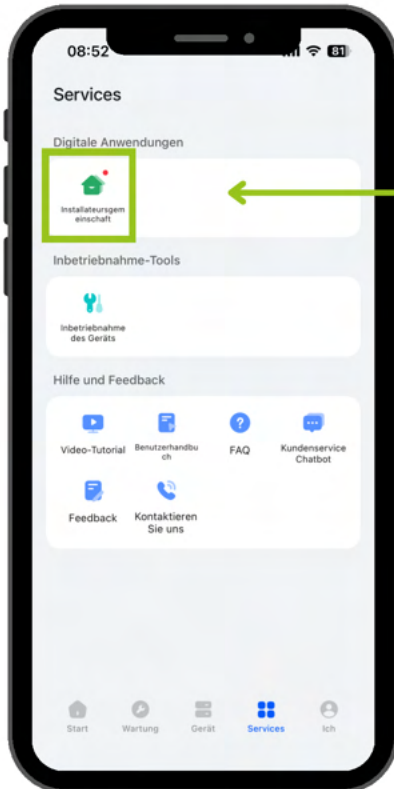 08:52
81
Services
Digitale Anwendungen
Installateursgem
einschaft
Inbetriebnahme-Tools
Inbetriebnahme
des Geräts
Hilfe und Feedback
Video-Tutorial
Benutzerhandbu
ch
FAQ
Kundenservice
Chatbot
Feedback
Kontaktieren
Sie uns
Start
Wartung
Gerät
Services
Ich